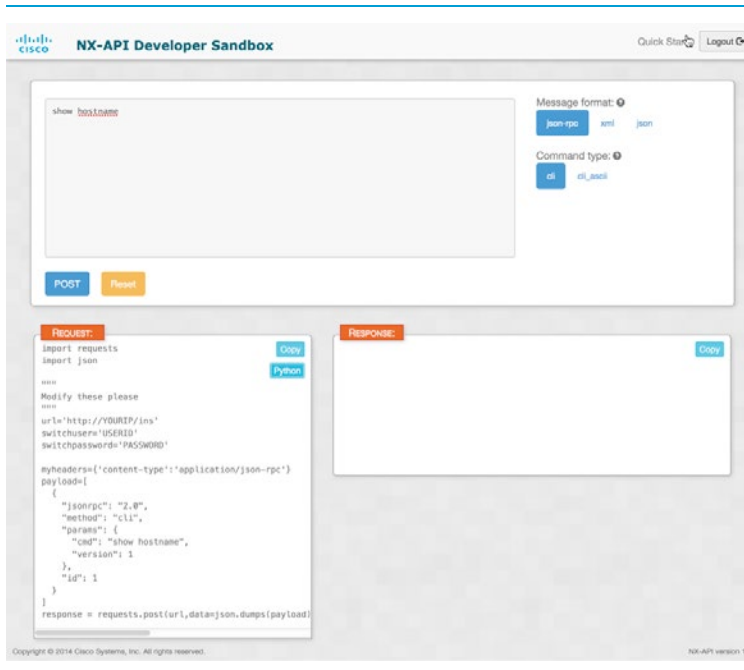 CISCO
NX-API Developer Sandbox
Quick Start
Logout
show hostname
Message format:
json-rpc xml json
Command type:
cli cli_ascii
POST Reset
REQUEST:
Copy
Python
import requests
import json
"""
Modify these please
"""
url='http://YOURIP/ins'
switchuser='USERID'
switchpassword='PASSWORD'
myheaders={'content-type':'application/json-rpc'}
payload=[
{
"jsonrpc": "2.0",
"method": "cli",
"params": {
"cmd": "show hostname",
"version": 1
},
"id": 1
}
]
response = requests.post(url,data=json.dumps(payload)
RESPONSE:
Copy
Copyright © 2014 Cisco Systems, Inc. All rights reserved.
NX-API version